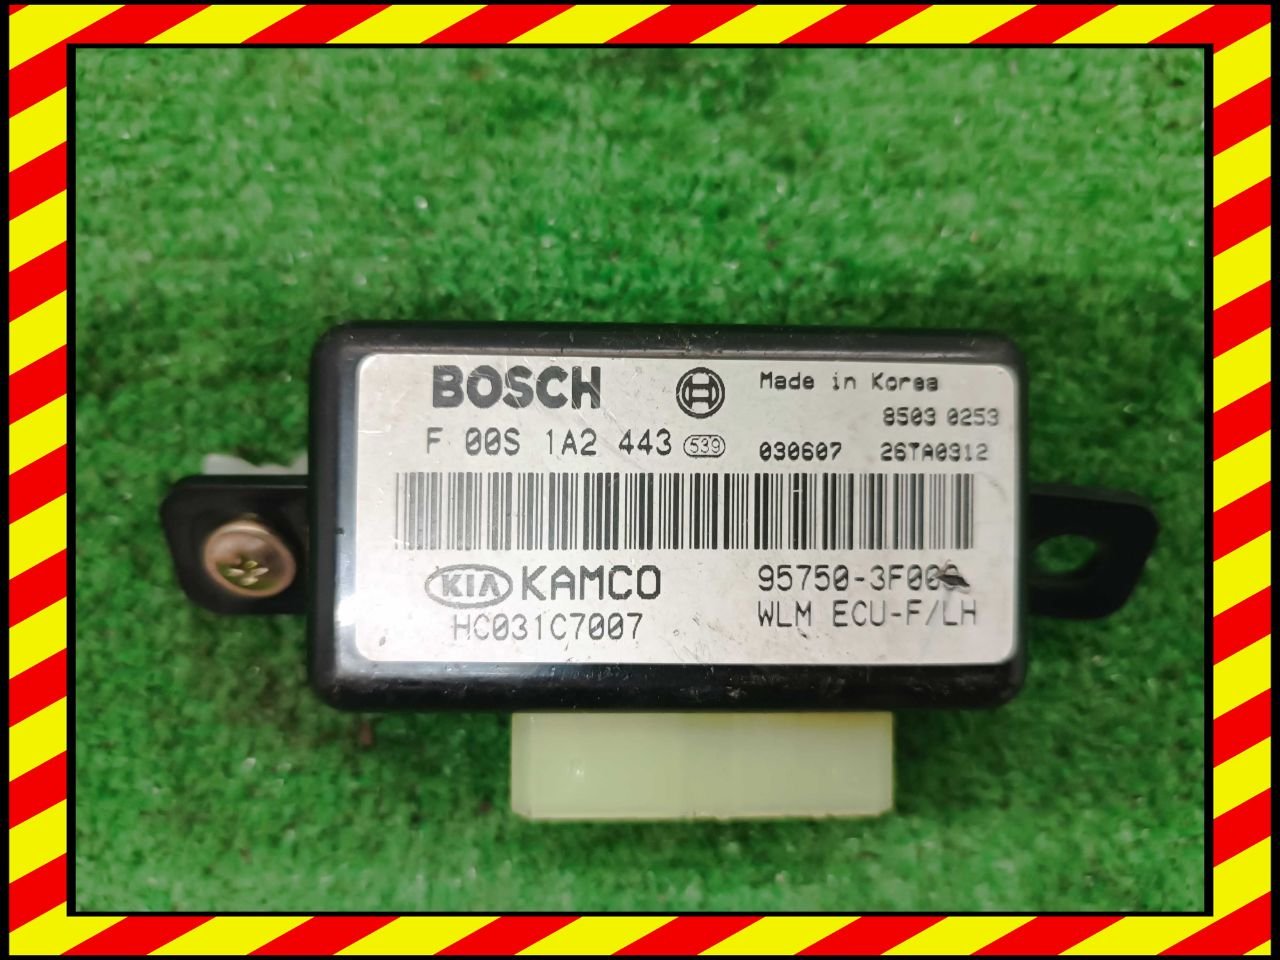 BOSCH
Made in Korea
8503 0253
F 00S 1A2 443 539 030607 26TA0312
KIA KAMCO
HC031C7007
WLM ECU-F/LH